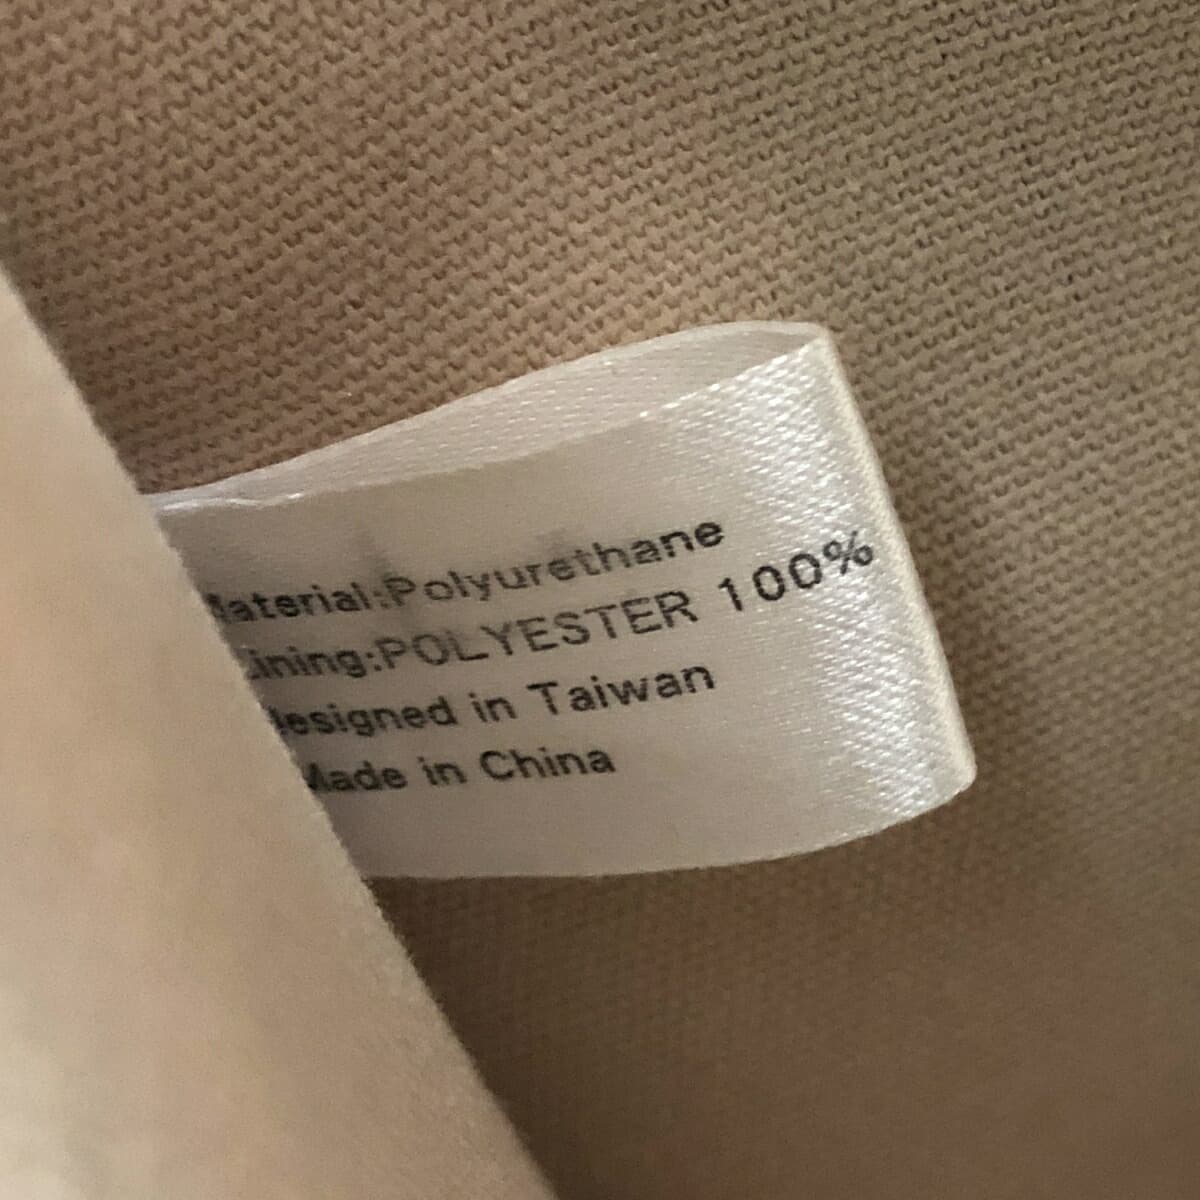 Material:Polyurethane
Lining:POLYESTER 100%
designed in Taiwan
Made in China